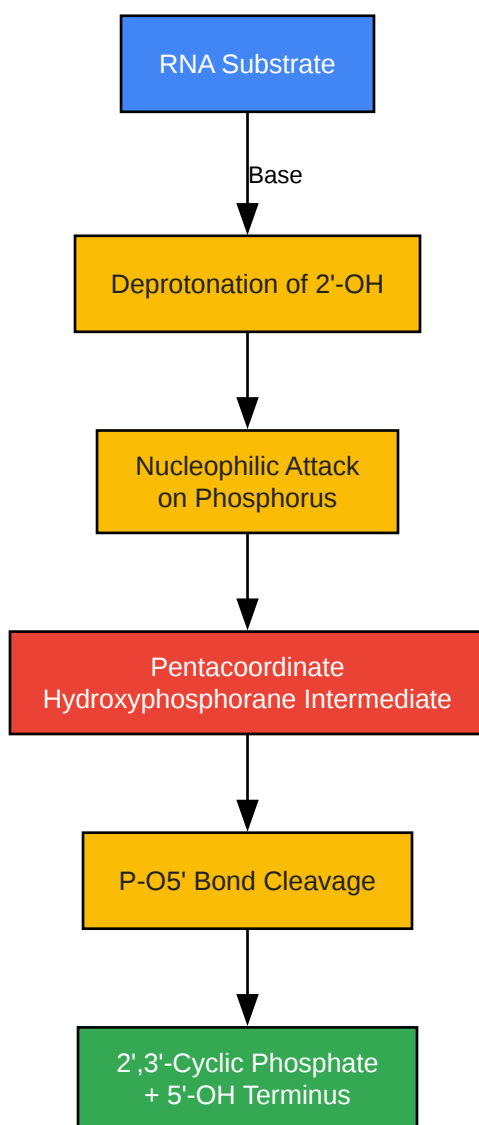 RNA Substrate
Base
Deprotonation of 2'-OH
Nucleophilic Attack
on Phosphorus
Pentacoordinate
Hydroxyphosphorane Intermediate
P-O5' Bond Cleavage
2',3'-Cyclic Phosphate
+ 5'-OH Terminus